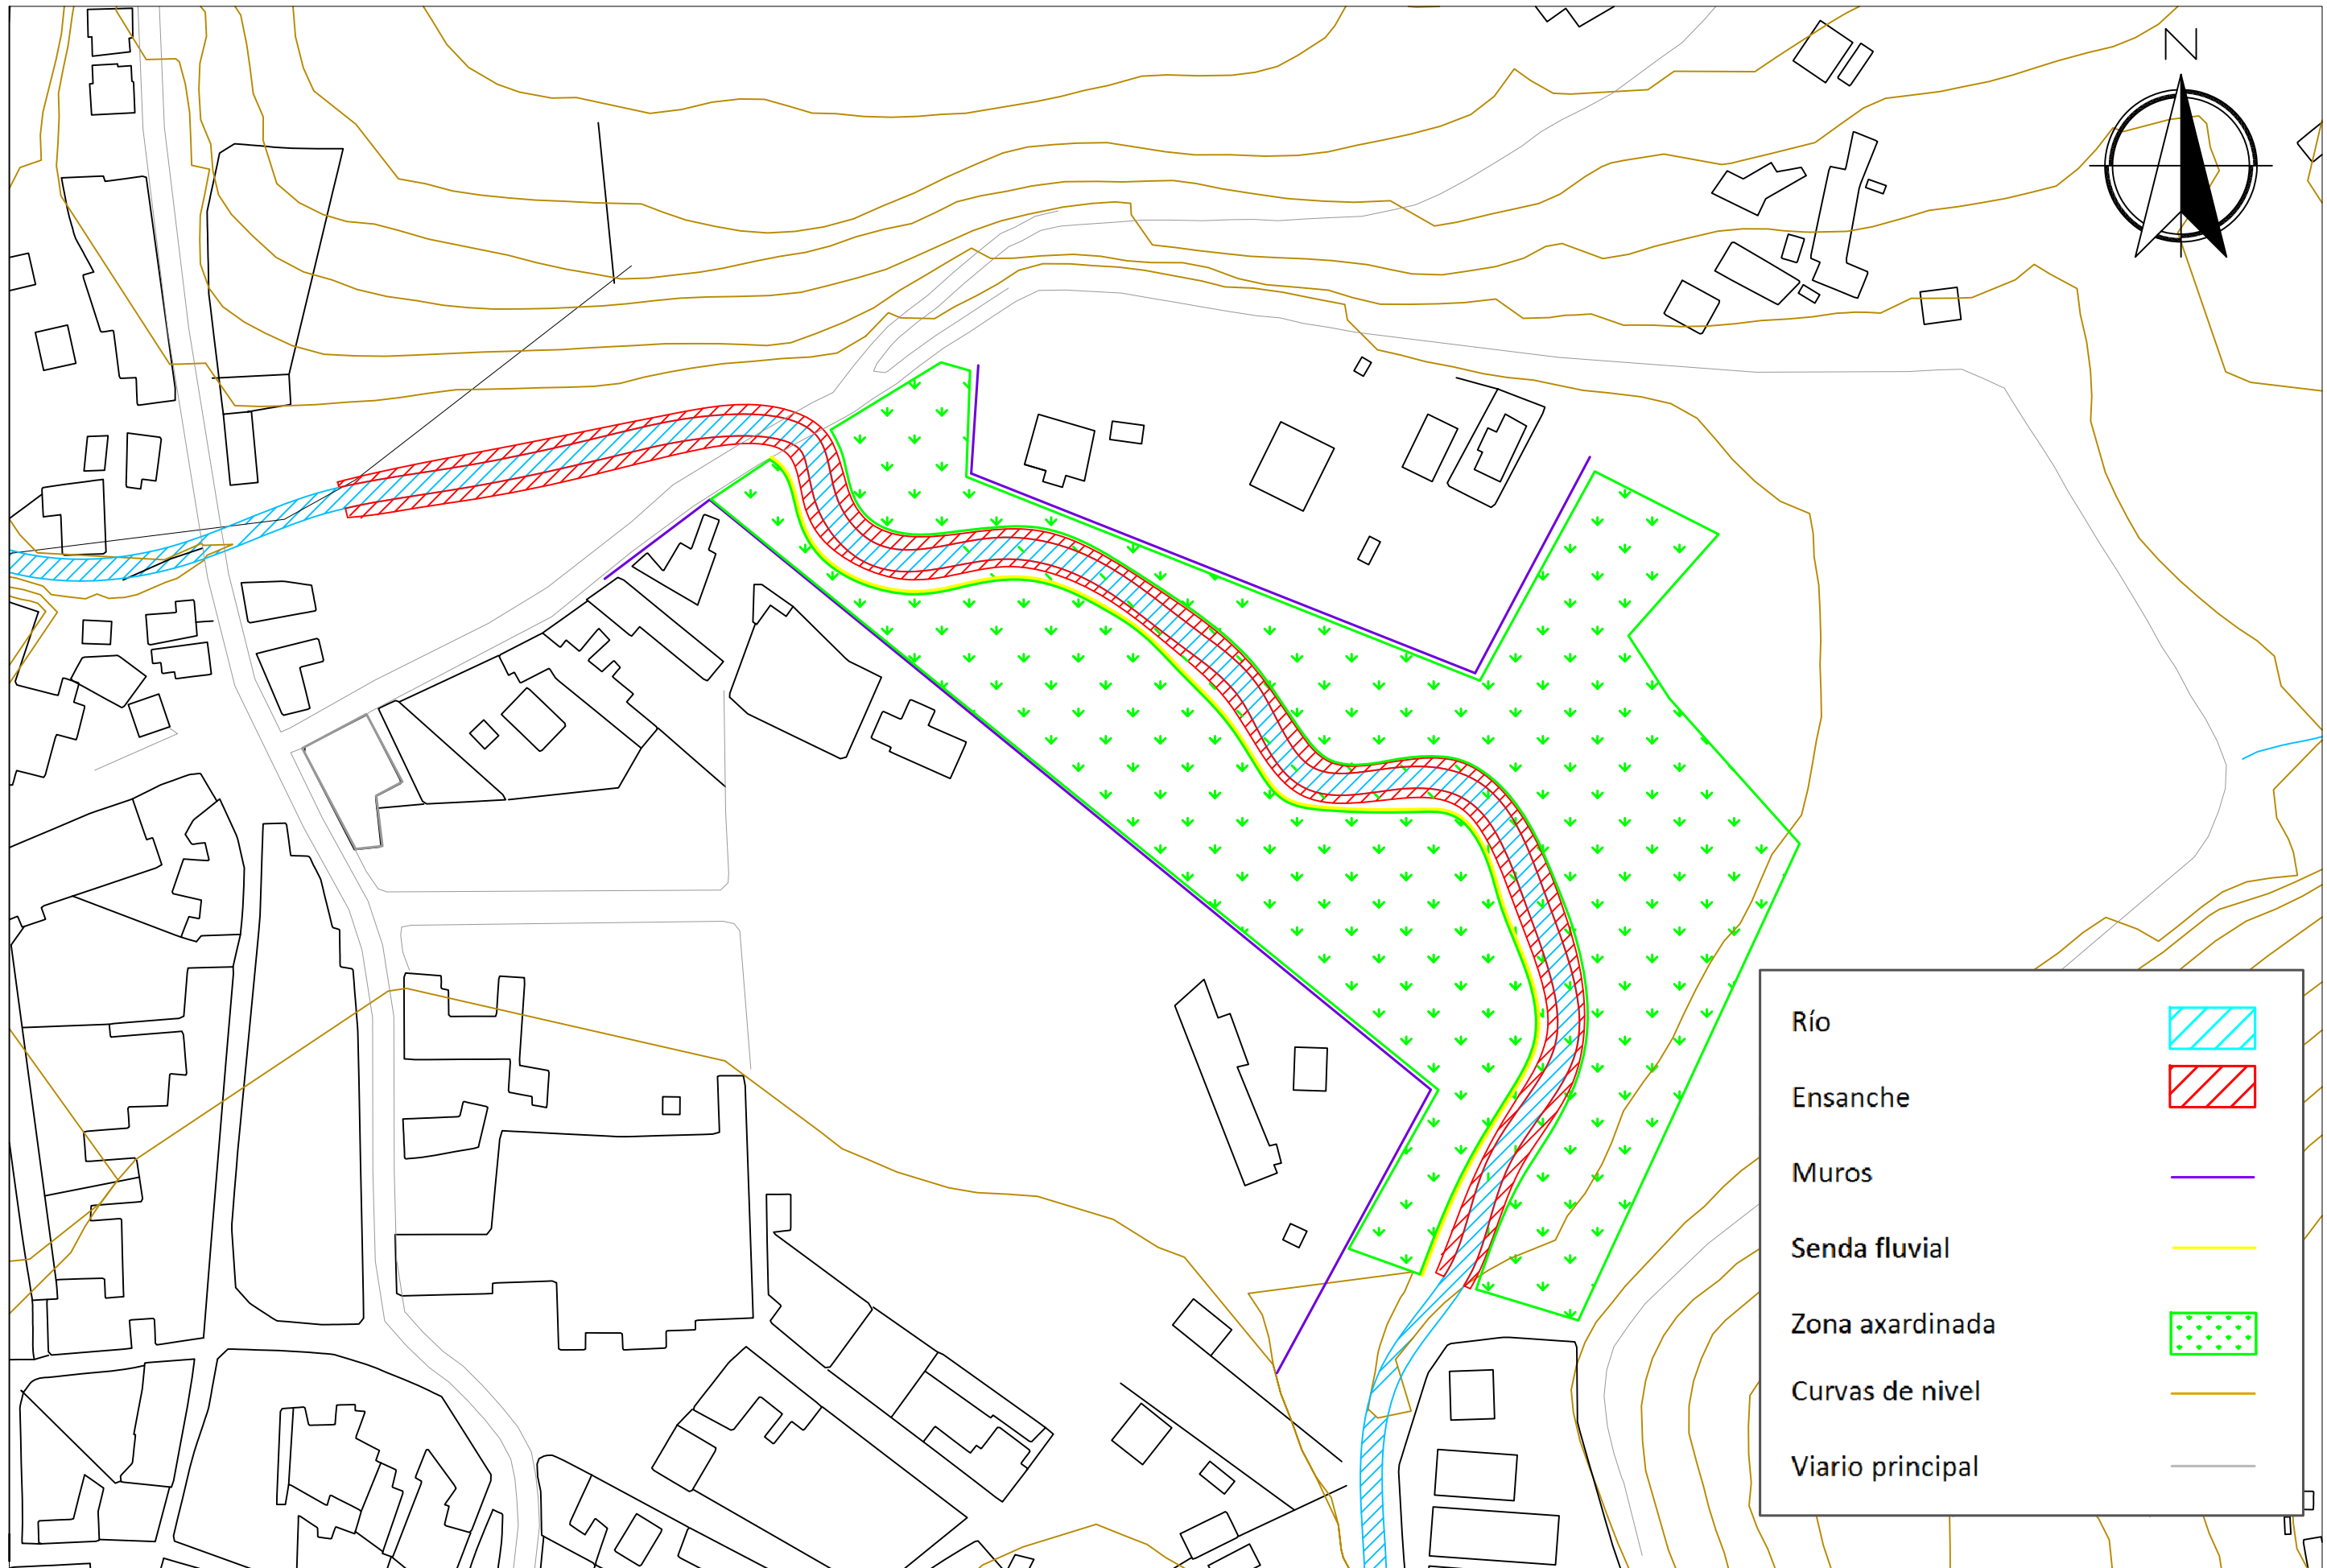 N
Río
Ensanche
Muros
Senda fluvial
Zona axardinada
Curvas de nivel
Viario principal